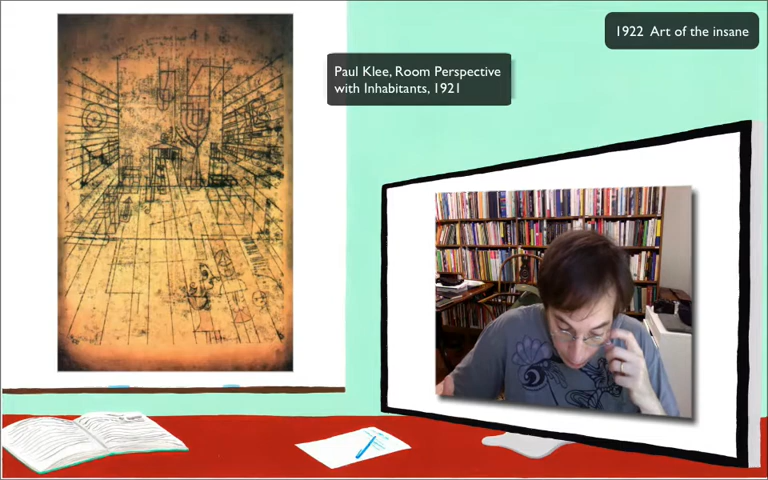 1922  Art of the insane
Paul Klee, Room Perspective
with Inhabitants, 1921